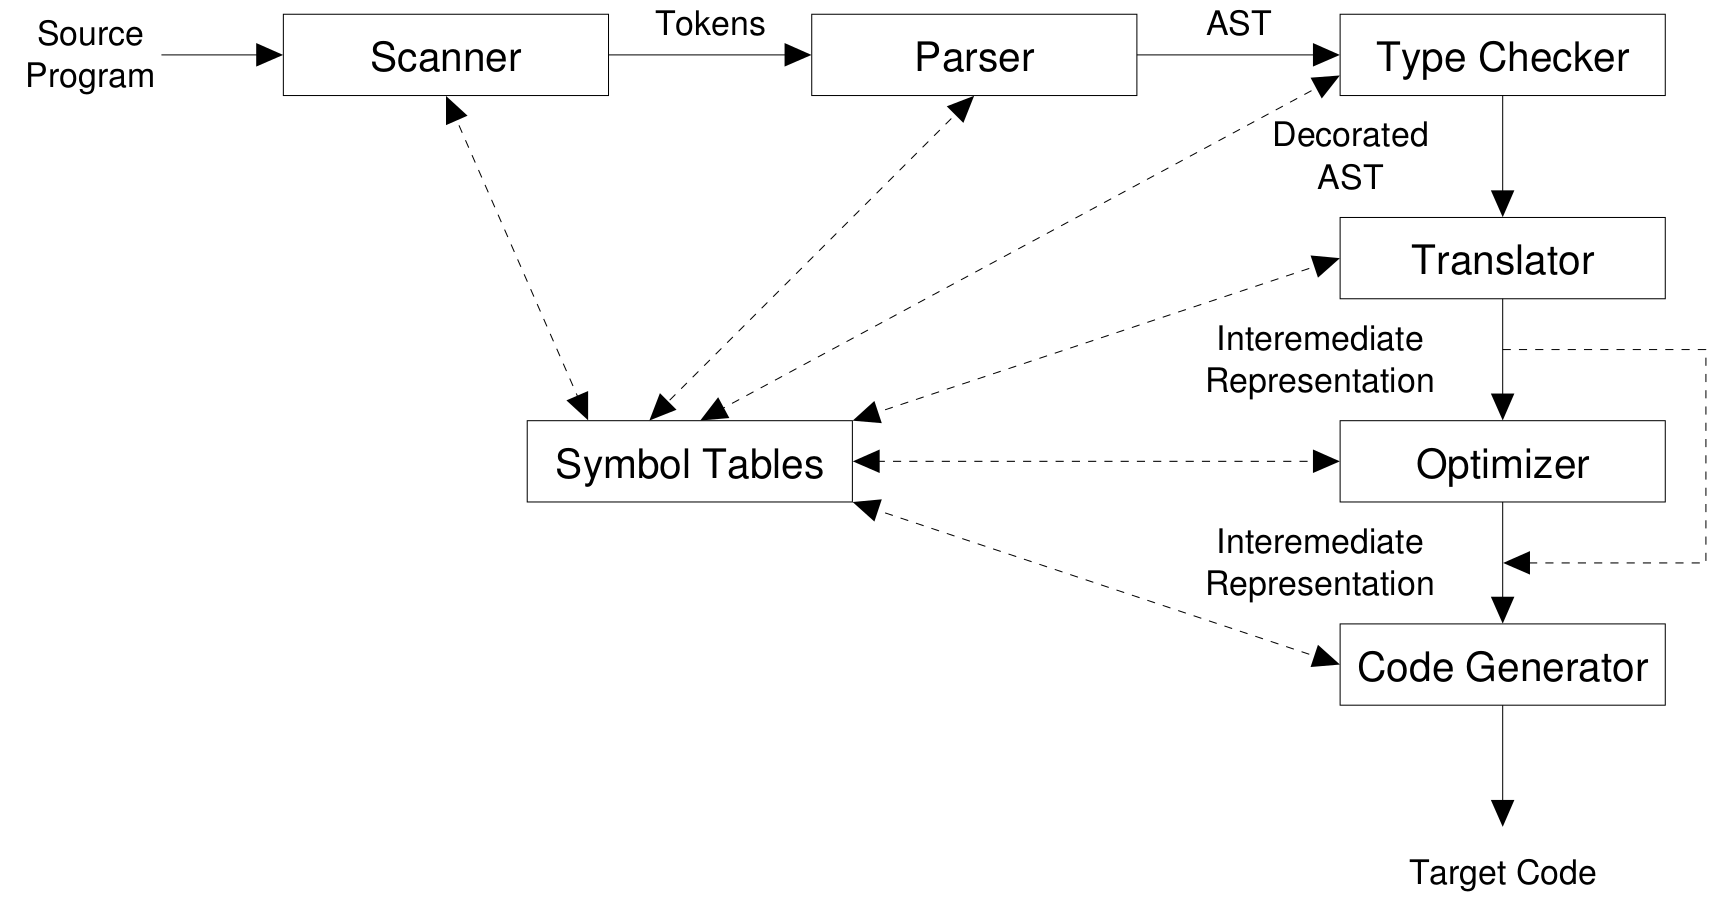 Source
Program
Scanner
Tokens
Parser
AST
Type Checker
Decorated
AST
Translator
Interemediate
Representation
Symbol Tables
Optimizer
Interemediate
Representation
Code Generator
Target Code